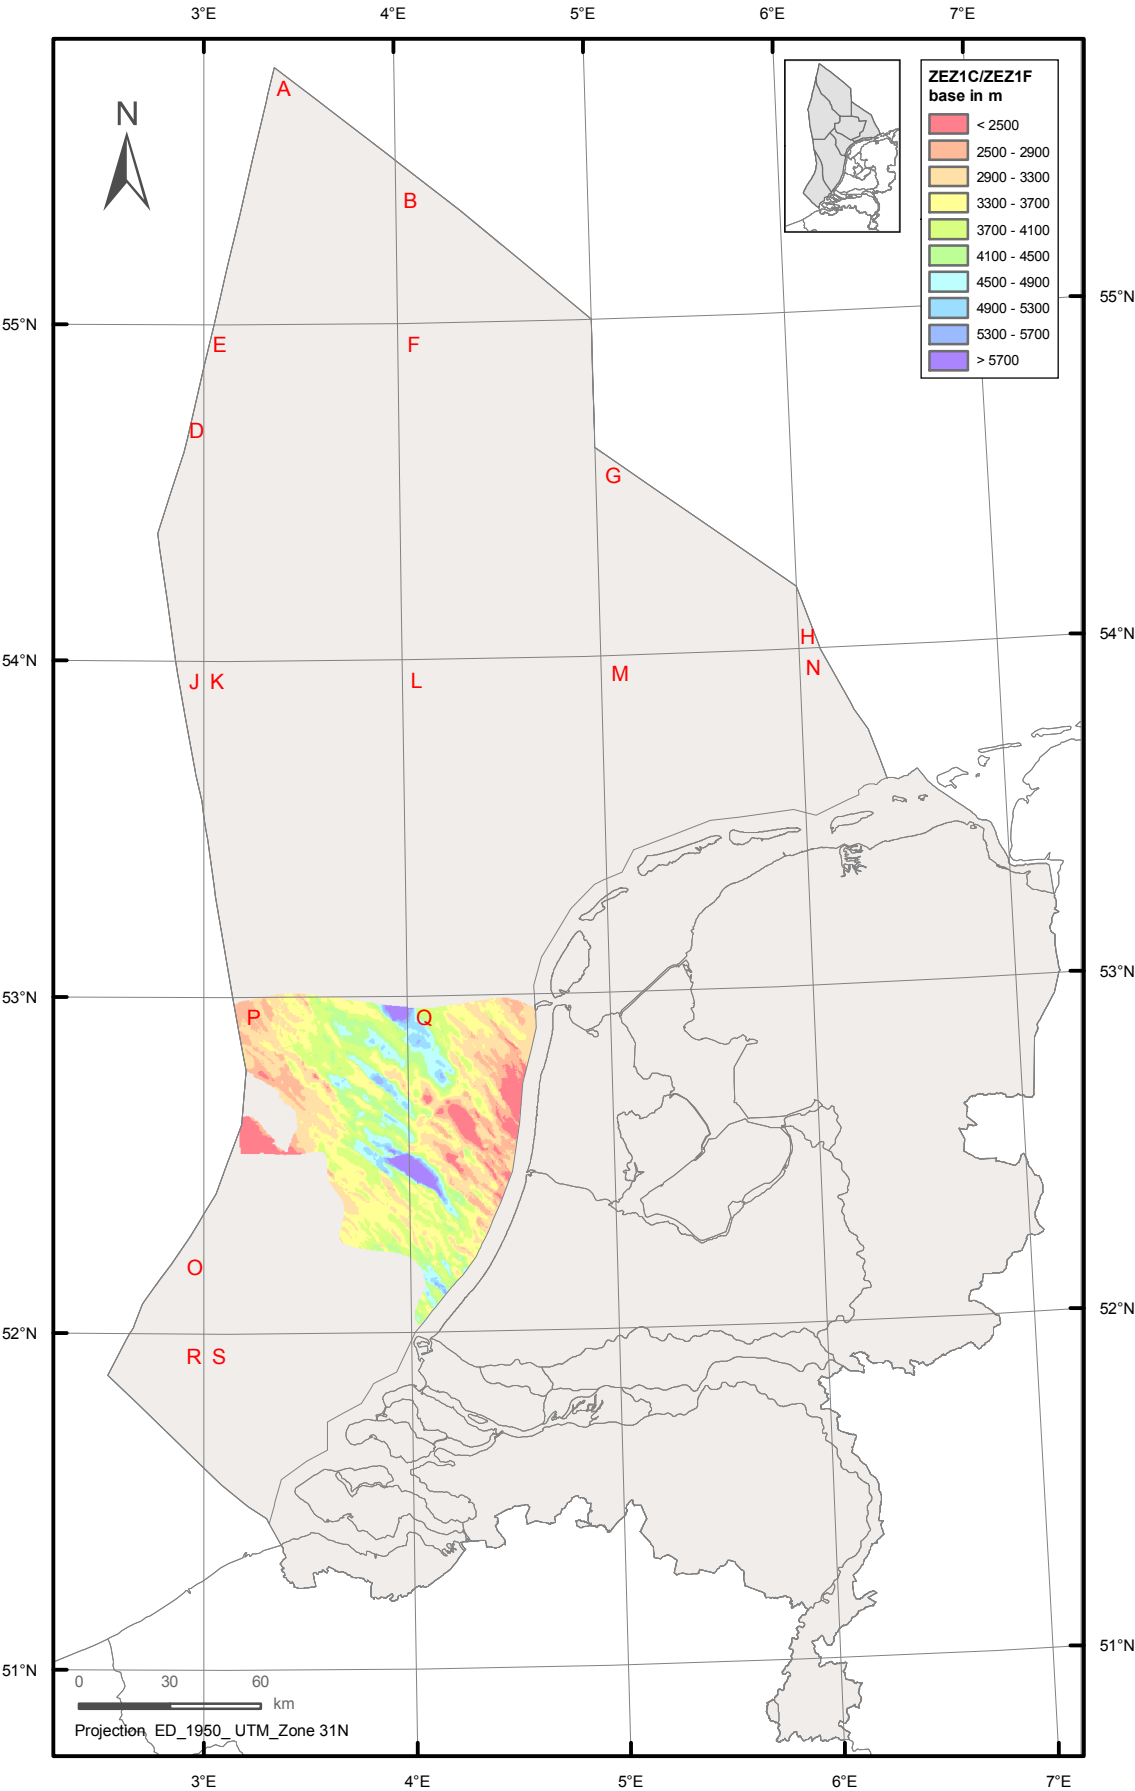 3°E 4°E 5°E 6°E 7°E
N
ZEZ1C/ZEZ1F
base in m
< 2500
2500 - 2900
2900 - 3300
3300 - 3700
3700 - 4100
4100 - 4500
4500 - 4900
4900 - 5300
5300 - 5700
> 5700
A
B
55°N 55°N
E F
D
G
H
54°N 54°N
J K L M N
53°N 53°N
P Q
O
52°N 52°N
R S
51°N 51°N
0 30 60
km
Projection ED_1950_ UTM_Zone 31N
3°E 4°E 5°E 6°E 7°E